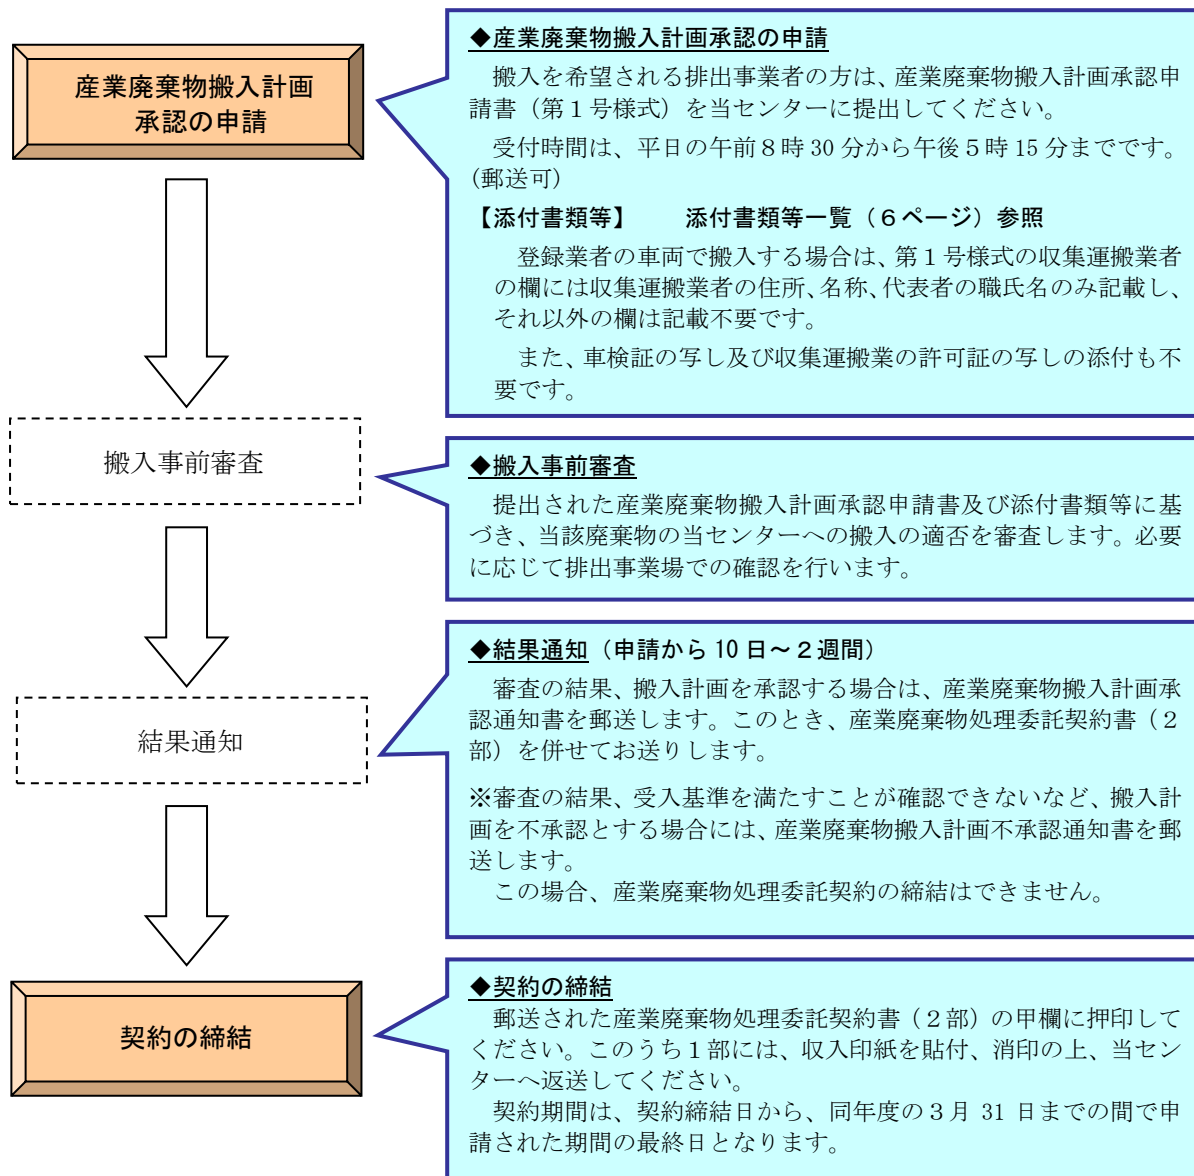 産業廃棄物搬入計画
承認の申請
◆産業廃棄物搬入計画承認の申請
搬入を希望される排出事業者の方は、産業廃棄物搬入計画承認申
請書（第１号様式）を当センターに提出してください。
受付時間は、平日の午前８時 30 分から午後５時 15 分までです。
（郵送可）
【添付書類等】　添付書類等一覧（６ページ）参照
登録業者の車両で搬入する場合は、第１号様式の収集運搬業者
の欄には収集運搬業者の住所、名称、代表者の職氏名のみ記載し、
それ以外の欄は記載不要です。
また、車検証の写し及び収集運搬業の許可証の写しの添付も不
要です。
搬入事前審査
◆搬入事前審査
提出された産業廃棄物搬入計画承認申請書及び添付書類等に基
づき、当該廃棄物の当センターへの搬入の適否を審査します。必要
に応じて排出事業場での確認を行います。
結果通知
◆結果通知（申請から 10 日～２週間）
審査の結果、搬入計画を承認する場合は、産業廃棄物搬入計画承
認通知書を郵送します。このとき、産業廃棄物処理委託契約書（２
部）を併せてお送りします。
※審査の結果、受入基準を満たすことが確認できないなど、搬入計
画を不承認とする場合には、産業廃棄物搬入計画不承認通知書を郵
送します。
この場合、産業廃棄物処理委託契約の締結はできません。
契約の締結
◆契約の締結
郵送された産業廃棄物処理委託契約書（２部）の甲欄に押印して
ください。このうち１部には、収入印紙を貼付、消印の上、当セン
ターへ返送してください。
契約期間は、契約締結日から、同年度の３月 31 日までの間で申
請された期間の最終日となります。